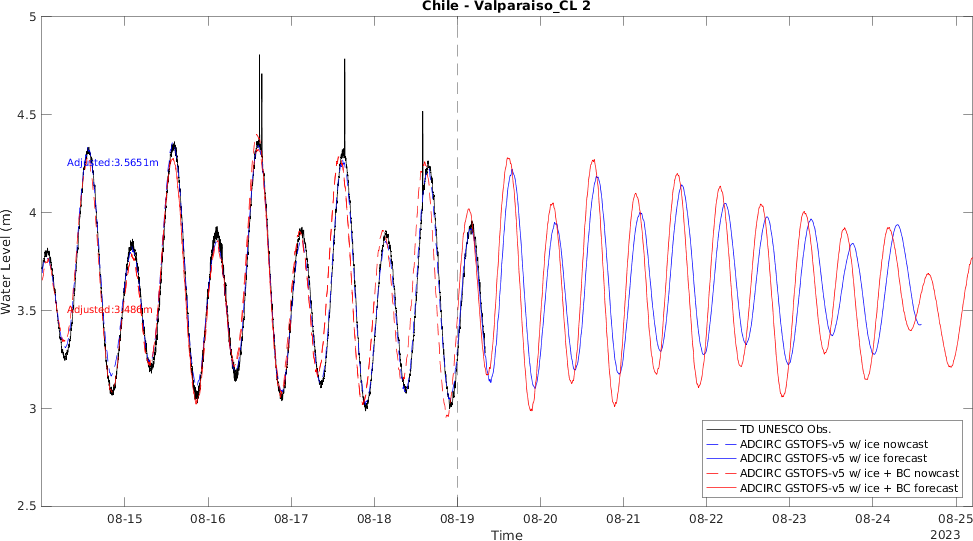 Chile - Valparaiso_CL 2
5
4.5
4
3.5
3
2.5
Water Level (m)
Adjusted:3.5651m
Adjusted:3.486m
TD UNESCO Obs.
ADCIRC GSTOFS-v5 w/ ice nowcast
ADCIRC GSTOFS-v5 w/ ice forecast
ADCIRC GSTOFS-v5 w/ ice + BC nowcast
ADCIRC GSTOFS-v5 w/ ice + BC forecast
08-15 08-16 08-17 08-18 08-19 08-20 08-21 08-22 08-23 08-24 08-25
Time
2023